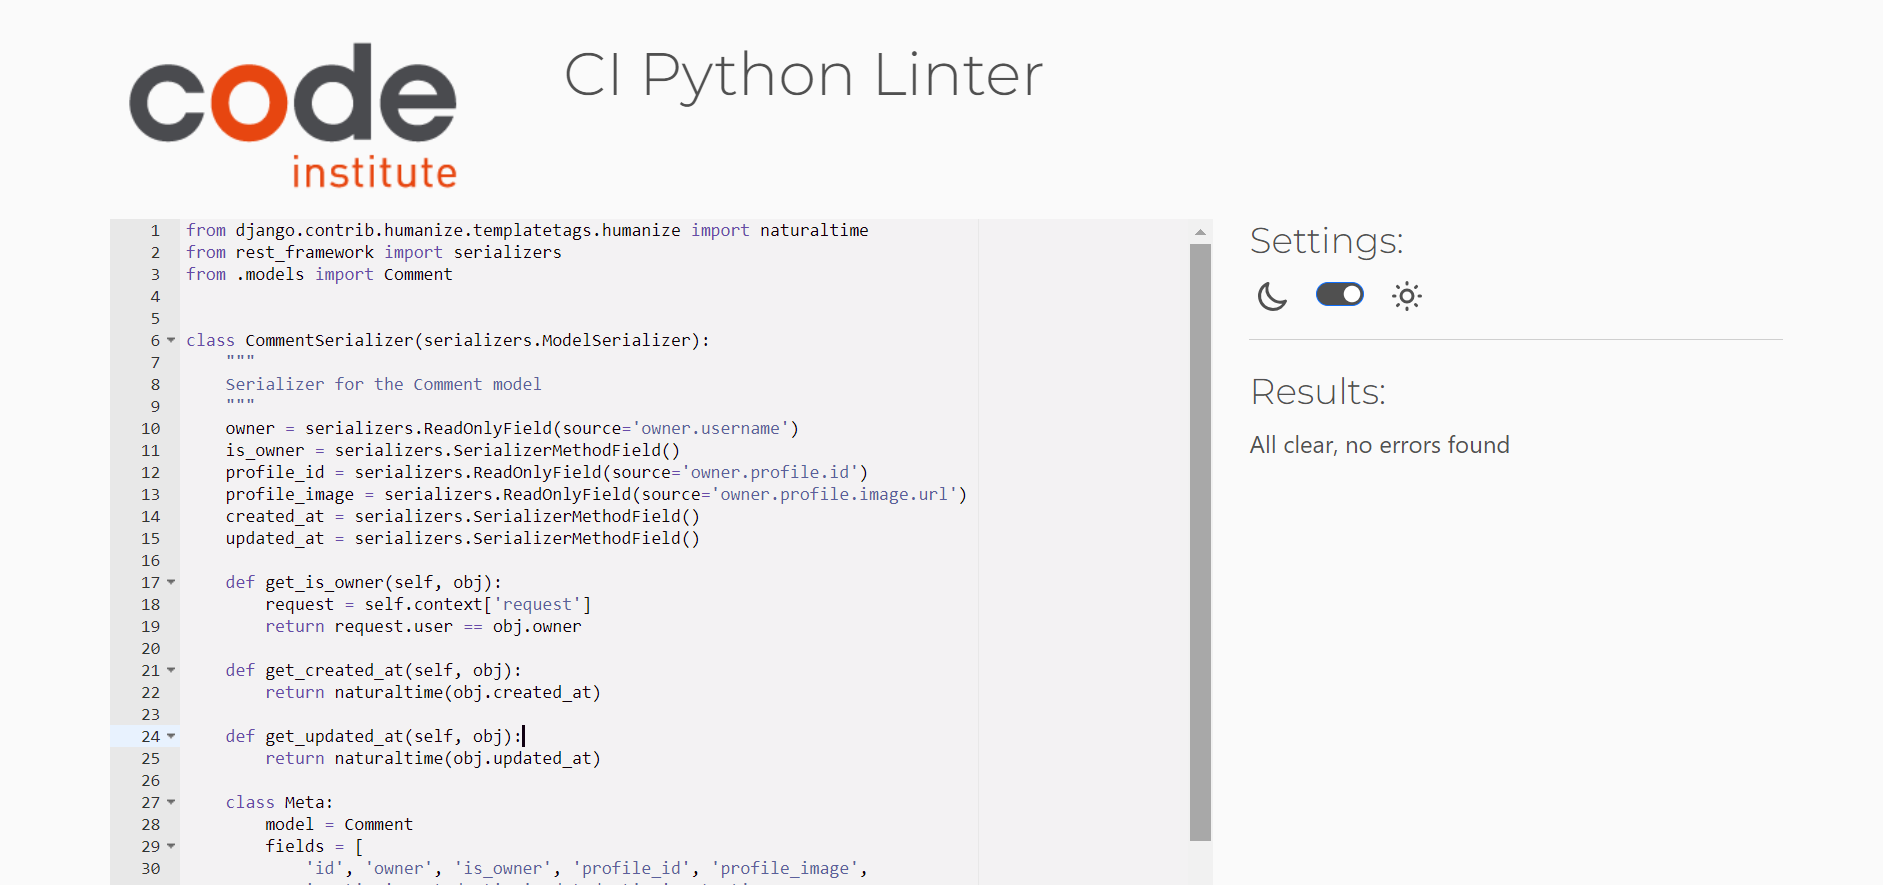 code
institute
CI Python Linter
1 from django.contrib.humanize.templatetags.humanize import naturaltime
2 from rest_framework import serializers
3 from .models import Comment
4
5
6 class CommentSerializer(serializers.ModelSerializer):
7     """
8     Serializer for the Comment model
9     """
10     owner = serializers.ReadOnlyField(source='owner.username')
11     is_owner = serializers.SerializerMethodField()
12     profile_id = serializers.ReadOnlyField(source='owner.profile.id')
13     profile_image = serializers.ReadOnlyField(source='owner.profile.image.url')
14     created_at = serializers.SerializerMethodField()
15     updated_at = serializers.SerializerMethodField()
16
17     def get_is_owner(self, obj):
18         request = self.context['request']
19         return request.user == obj.owner
20
21     def get_created_at(self, obj):
22         return naturaltime(obj.created_at)
23
24     def get_updated_at(self, obj):
25         return naturaltime(obj.updated_at)
26
27     class Meta:
28         model = Comment
29         fields = [
30             'id', 'owner', 'is_owner', 'profile_id', 'profile_image',
Settings:
Results:
All clear, no errors found